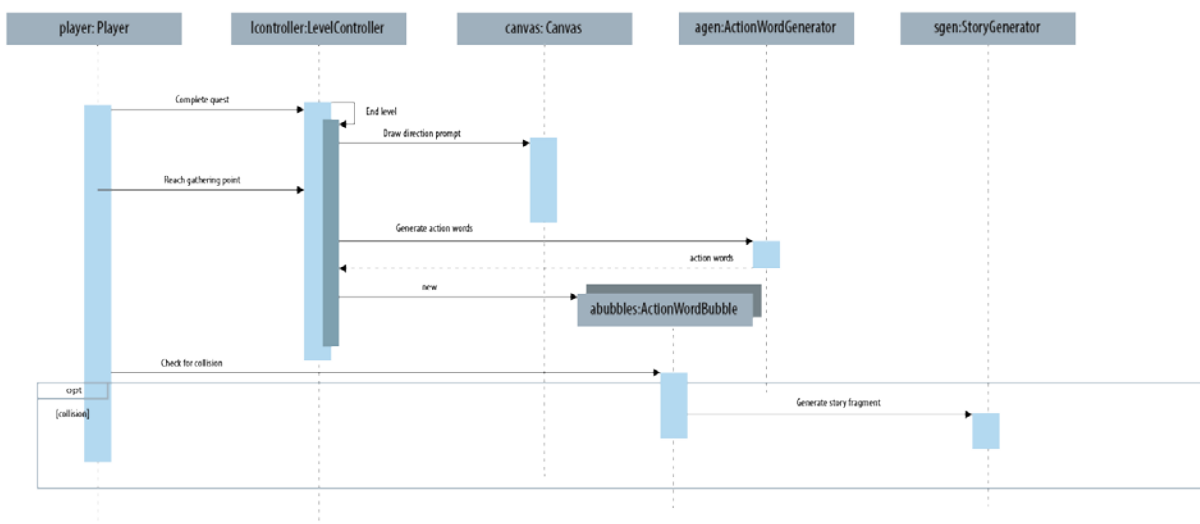 player: Player
lcontroller:LevelController
canvas: Canvas
agen:ActionWordGenerator
sgen:StoryGenerator
Complete quest
End level
Draw direction prompt
Reach gathering point
Generate action words
action words
new
abubbles:ActionWordBubble
Check for collision
opt
[collision]
Generate story fragment